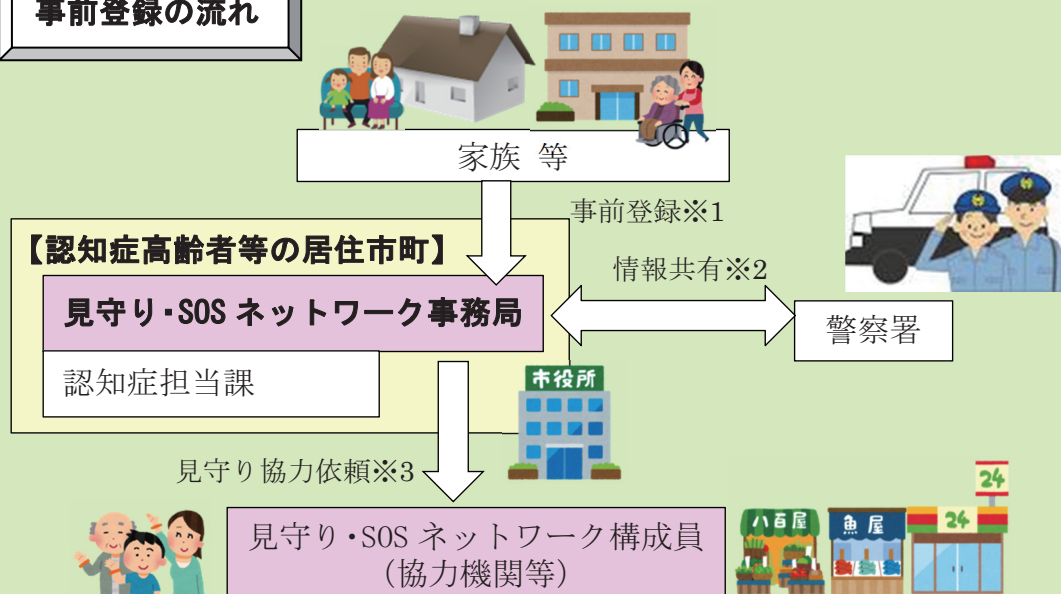 事前登録の流れ
家族 等
事前登録※1
【認知症高齢者等の居住市町】
情報共有※2
見守り・SOS ネットワーク事務局
警察署
認知症担当課
市役所
見守り協力依頼※3
24
見守り・SOS ネットワーク構成員
（協力機関等）
八百屋
魚屋
24